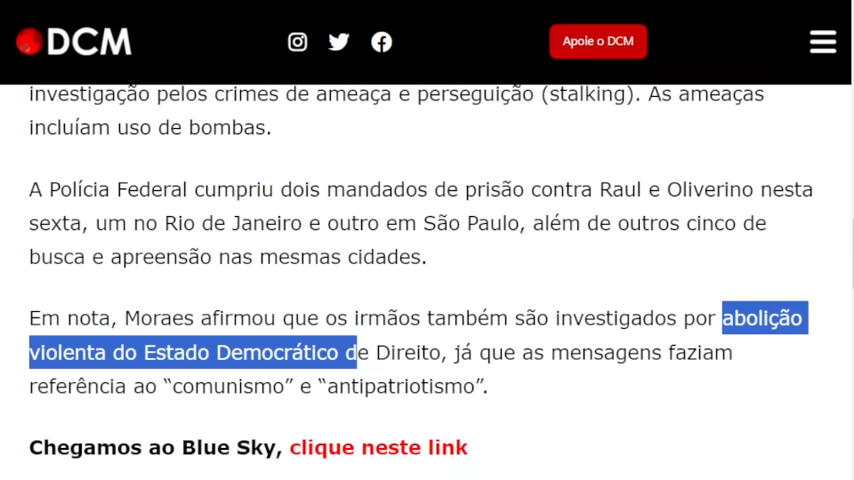 DCM
Apoie o DCM
investigação pelos crimes de ameaça e perseguição (stalking). As ameaças
incluíam uso de bombas.
A Polícia Federal cumpriu dois mandados de prisão contra Raul e Oliverino nesta
sexta, um no Rio de Janeiro e outro em São Paulo, além de outros cinco de
busca e apreensão nas mesmas cidades.
Em nota, Moraes afirmou que os irmãos também são investigados por abolição
violenta do Estado Democrático de Direito, já que as mensagens faziam
referência ao “comunismo” e “antipatriotismo”.
Chegamos ao Blue Sky, clique neste link